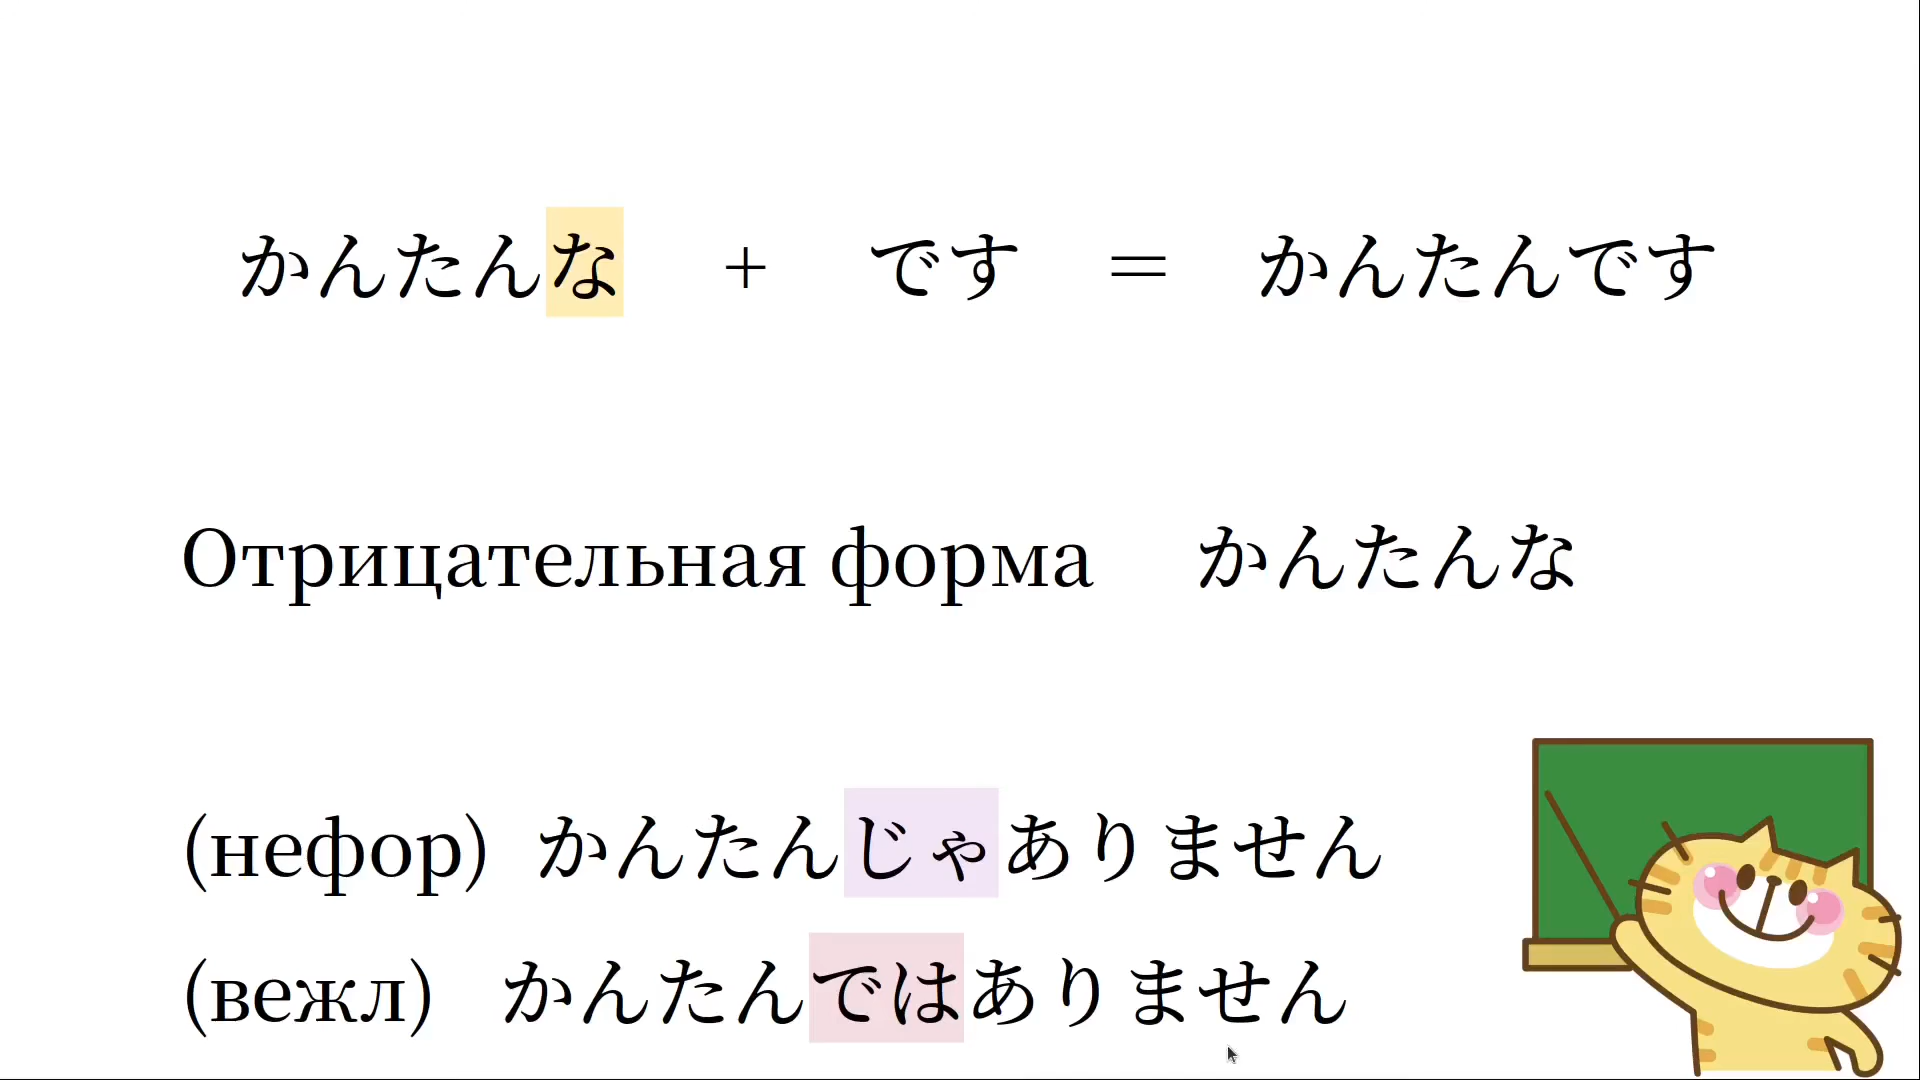 かんたんな + です = かんたんです
Отрицательная форма かんたんな
(нефор) かんたんじゃありません
(вежл) かんたんではありません